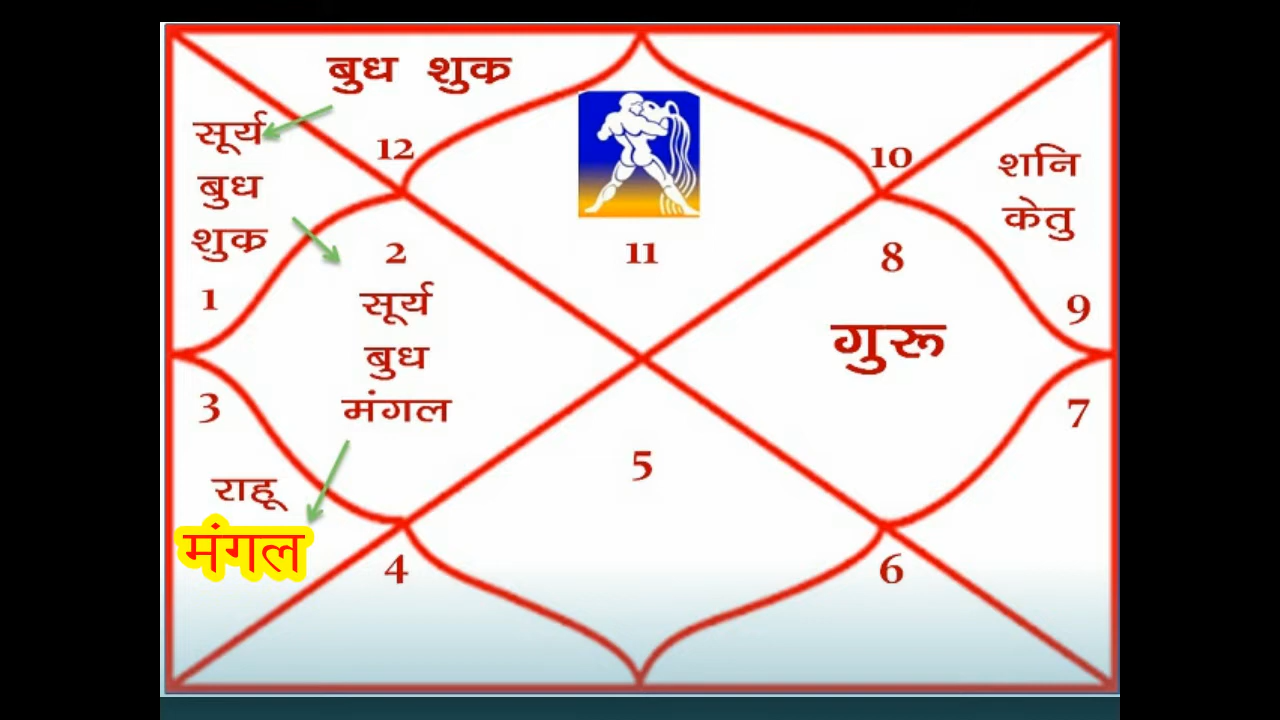 बुध शुक्र
12
सूर्य
बुध
शुक्र
1
2
सूर्य
बुध
मंगल
3
राहू
मंगल
4
11
5
10
शनि
केतु
9
8
गुरू
7
6